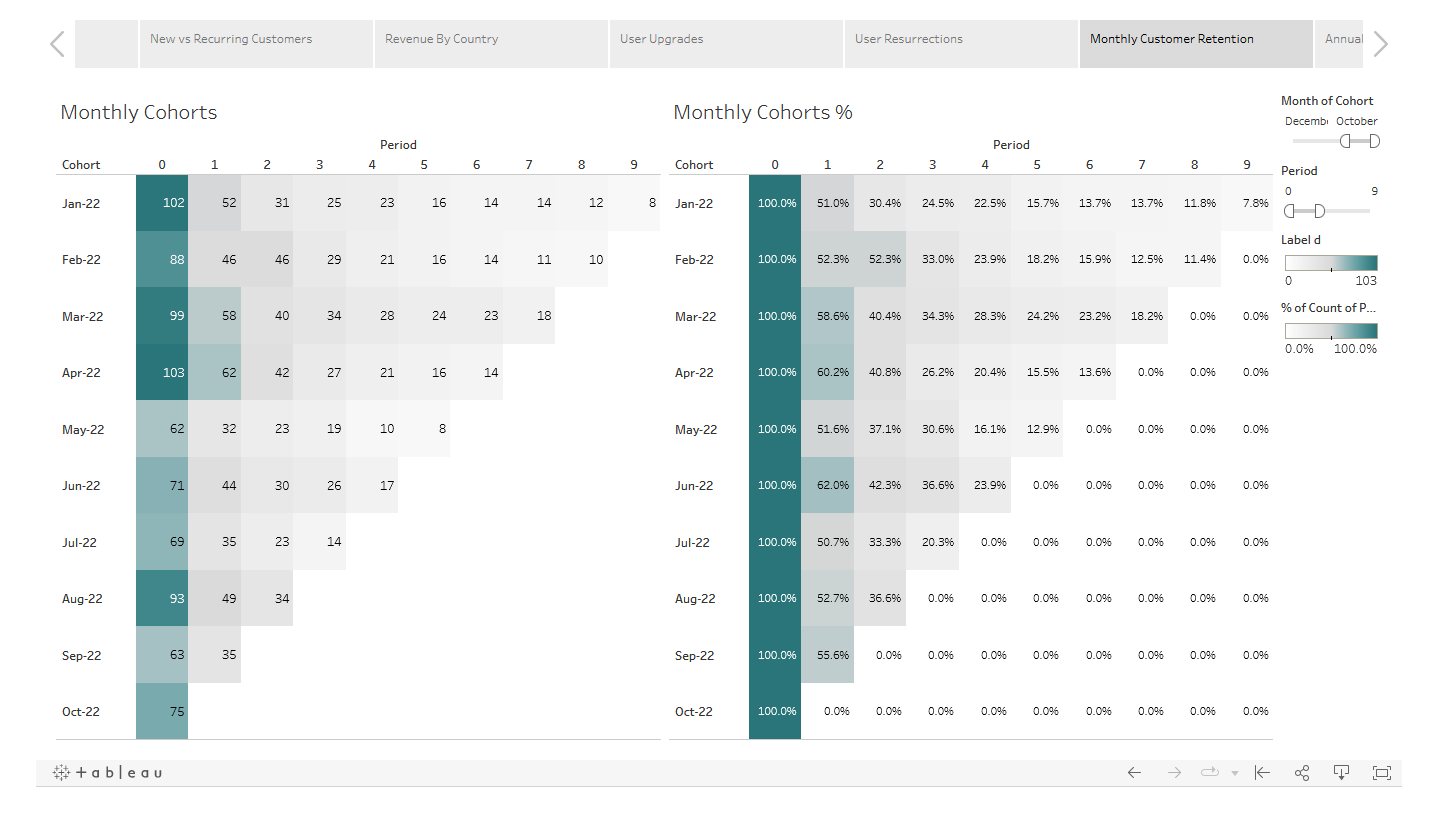 New vs Recurring Customers Revenue By Country User Upgrades User Resurrections Monthly Customer Retention Annual
Monthly Cohorts
Period
Cohort 0 1 2 3 4 5 6 7 8 9
Jan-22 102 52 31 25 23 16 14 14 12 8
Feb-22 88 46 46 29 21 16 14 11 10
Mar-22 99 58 40 34 28 24 23 18
Apr-22 103 62 42 27 21 16 14
May-22 62 32 23 19 10 8
Jun-22 71 44 30 26 17
Jul-22 69 35 23 14
Aug-22 93 49 34
Sep-22 63 35
Oct-22 75
Monthly Cohorts %
Period
Cohort 0 1 2 3 4 5 6 7 8 9
Jan-22 100.0% 51.0% 30.4% 24.5% 22.5% 15.7% 13.7% 13.7% 11.8% 7.8%
Feb-22 100.0% 52.3% 52.3% 33.0% 23.9% 18.2% 15.9% 12.5% 11.4% 0.0%
Mar-22 100.0% 58.6% 40.4% 34.3% 28.3% 24.2% 23.2% 18.2% 0.0% 0.0%
Apr-22 100.0% 60.2% 40.8% 26.2% 20.4% 15.5% 13.6% 0.0% 0.0% 0.0%
May-22 100.0% 51.6% 37.1% 30.6% 16.1% 12.9% 0.0% 0.0% 0.0% 0.0%
Jun-22 100.0% 62.0% 42.3% 36.6% 23.9% 0.0% 0.0% 0.0% 0.0% 0.0%
Jul-22 100.0% 50.7% 33.3% 20.3% 0.0% 0.0% 0.0% 0.0% 0.0% 0.0%
Aug-22 100.0% 52.7% 36.6% 0.0% 0.0% 0.0% 0.0% 0.0% 0.0% 0.0%
Sep-22 100.0% 55.6% 0.0% 0.0% 0.0% 0.0% 0.0% 0.0% 0.0% 0.0%
Oct-22 100.0% 0.0% 0.0% 0.0% 0.0% 0.0% 0.0% 0.0% 0.0% 0.0%
Month of Cohort
Decemb October
Period
0 9
Label d
0 103
% of Count of P...
0.0% 100.0%
+ableau